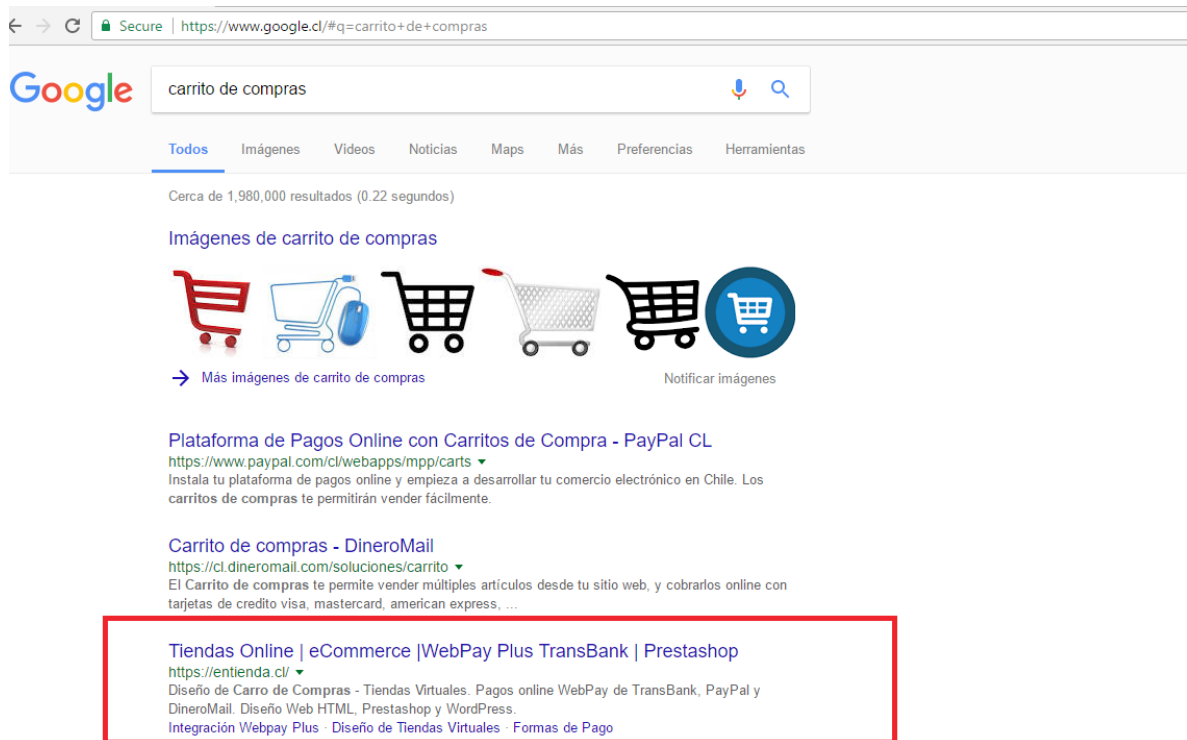 Secure | https://www.google.cl/#q=carrito+de+compras
Google
carrito de compras
Todos Imágenes Videos Noticias Maps Más Preferencias Herramientas
Cerca de 1,980,000 resultados (0.22 segundos)
Imágenes de carrito de compras
Más imágenes de carrito de compras
Notificar imágenes
Plataforma de Pagos Online con Carritos de Compra - PayPal CL
https://www.paypal.com/cl/webapps/mpp/carts
Instala tu plataforma de pagos online y empieza a desarrollar tu comercio electrónico en Chile. Los
carritos de compras te permitirán vender fácilmente.
Carrito de compras - DineroMail
https://cl.dineromail.com/soluciones/carrito
El Carrito de compras te permite vender múltiples artículos desde tu sitio web, y cobrarlos online con
tarjetas de credito visa, mastercard, american express, ...
Tiendas Online | eCommerce |WebPay Plus TransBank | Prestashop
https://entienda.cl/
Diseño de Carro de Compras - Tiendas Virtuales. Pagos online WebPay de TransBank, PayPal y
DineroMail. Diseño Web HTML, Prestashop y WordPress.
Integración Webpay Plus · Diseño de Tiendas Virtuales · Formas de Pago